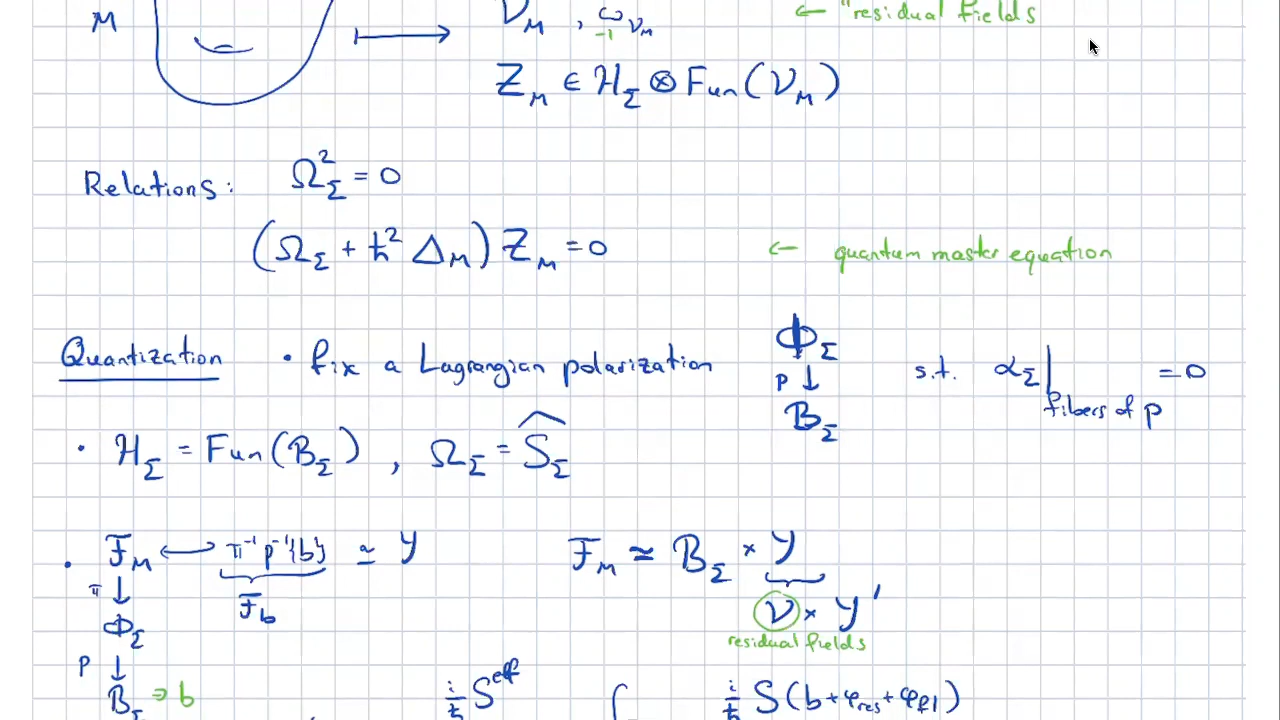 M ⟼ 𝒱_M , ω_{𝒱_M} ← "residual fields
-1
Z_M ∈ ℋ_Σ ⊗ Fun(𝒱_M)
Relations: Ω_Σ^2 = 0
(Ω_Σ + ħ^2 Δ_M) Z_M = 0 ← quantum master equation
Quantization • fix a Lagrangian polarization Φ_Σ p ↓ ℬ_Σ s.t. α_Σ | fibers of p = 0
• ℋ_Σ = Fun(ℬ_Σ) , Ω_Σ = \widehat{S_Σ}
• ℱ_M ↩ π^{-1} p^{-1}{b} ≃ 𝒴 ℱ_M ≃ ℬ_Σ × 𝒴
π ↓ ℱ_b 𝒱 × 𝒴'
Φ_Σ residual fields
p ↓
ℬ_Σ ∋ b i/ħ S^{eff} ∫ i/ħ S(b+φ_res+φ_fl)